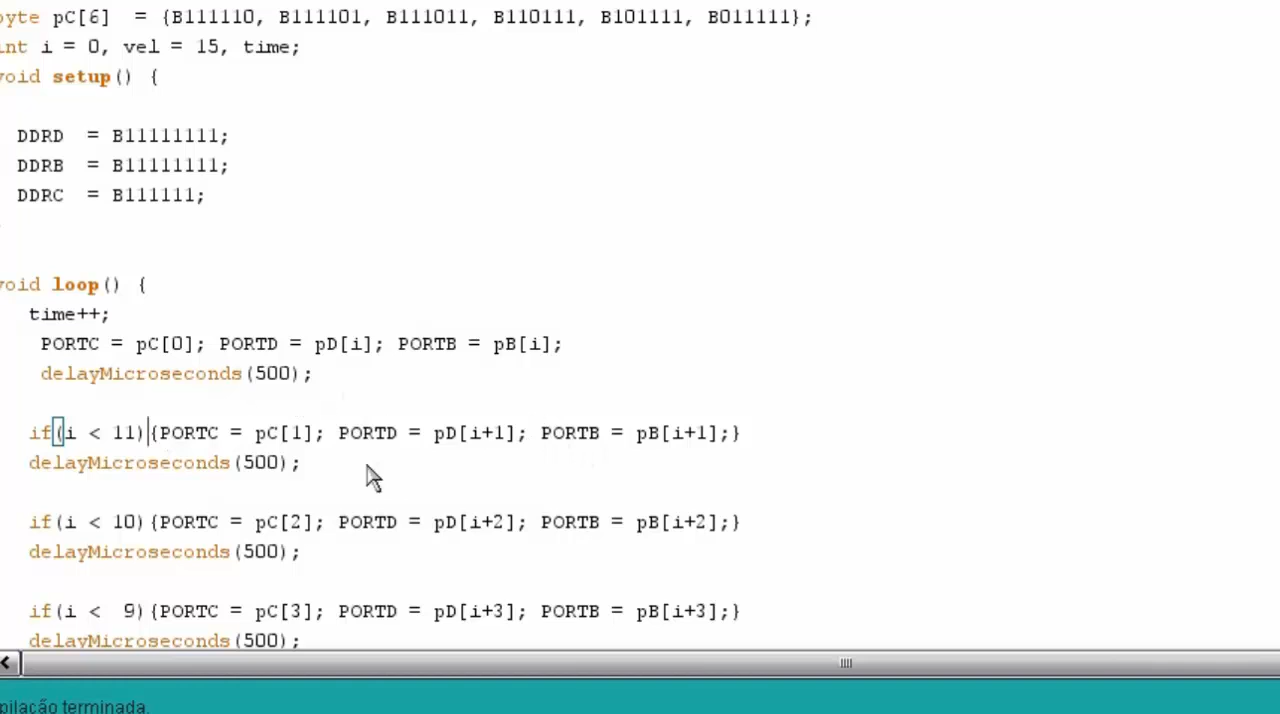 byte pC[6]  = {B111110, B111101, B111011, B110111, B101111, B011111};
int i = 0, vel = 15, time;
void setup() {
DDRD  = B11111111;
DDRB  = B11111111;
DDRC  = B111111;
void loop() {
time++;
PORTC = pC[0]; PORTD = pD[i]; PORTB = pB[i];
delayMicroseconds(500);
if(i < 11){PORTC = pC[1]; PORTD = pD[i+1]; PORTB = pB[i+1];}
delayMicroseconds(500);
if(i < 10){PORTC = pC[2]; PORTD = pD[i+2]; PORTB = pB[i+2];}
delayMicroseconds(500);
if(i <  9){PORTC = pC[3]; PORTD = pD[i+3]; PORTB = pB[i+3];}
delayMicroseconds(500);
pilação terminada.